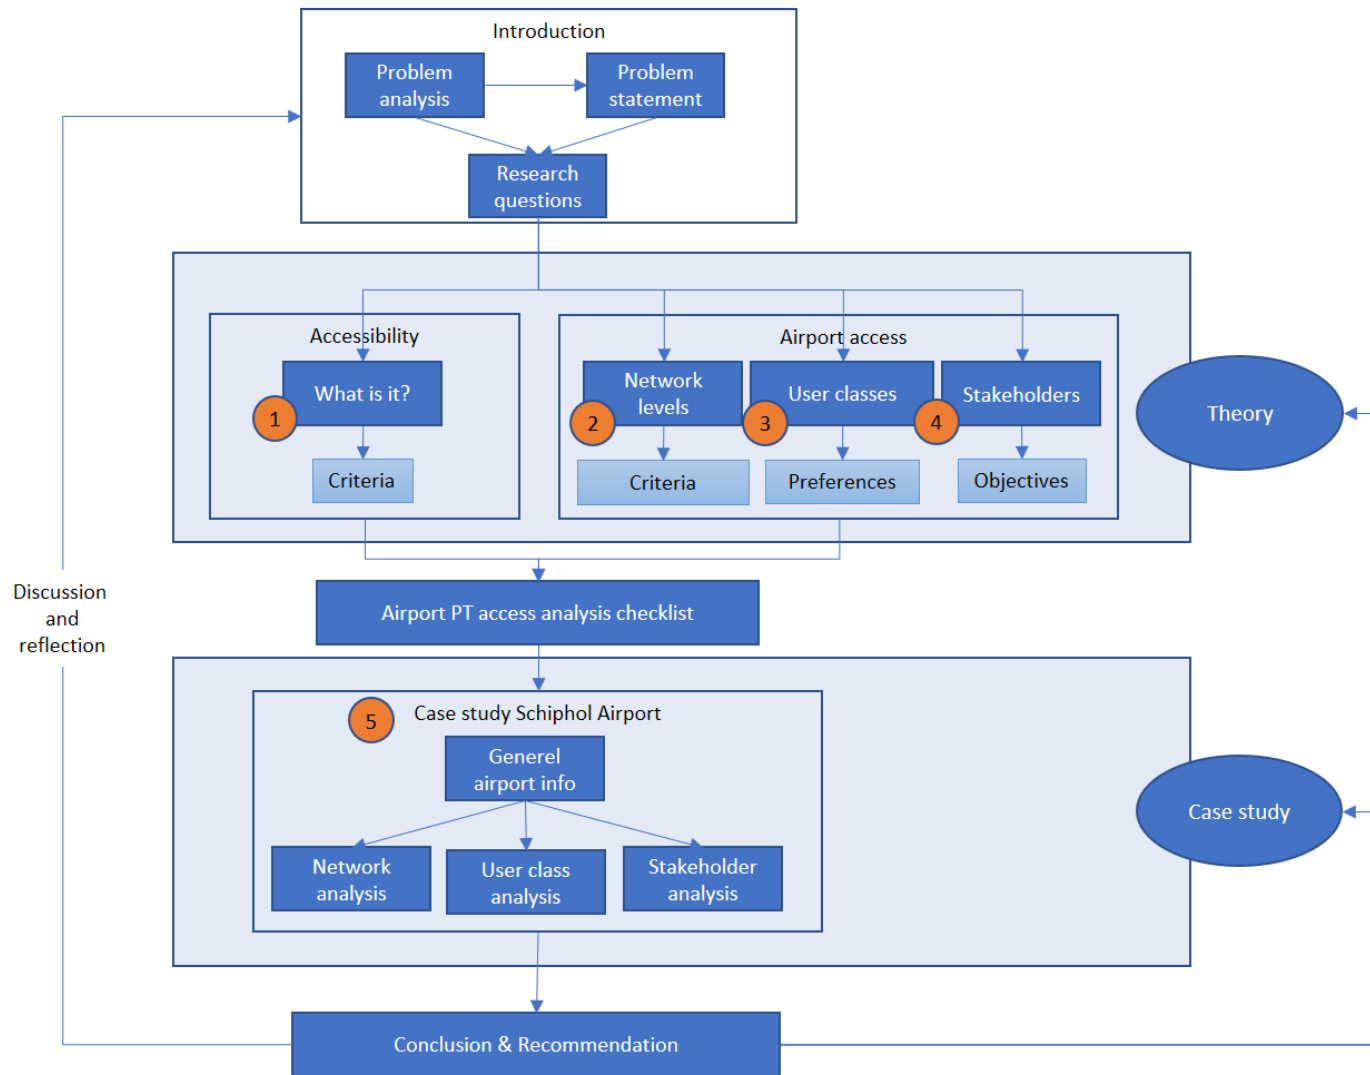 Introduction
Problem
analysis
Problem
statement
Research
questions
Accessibility
What is it?
1
Criteria
Airport access
Network
levels
2
Criteria
User classes
3
Preferences
Stakeholders
4
Objectives
Theory
Discussion
and
reflection
Airport PT access analysis checklist
5
Case study Schiphol Airport
Generel
airport info
Network
analysis
User class
analysis
Stakeholder
analysis
Case study
Conclusion & Recommendation